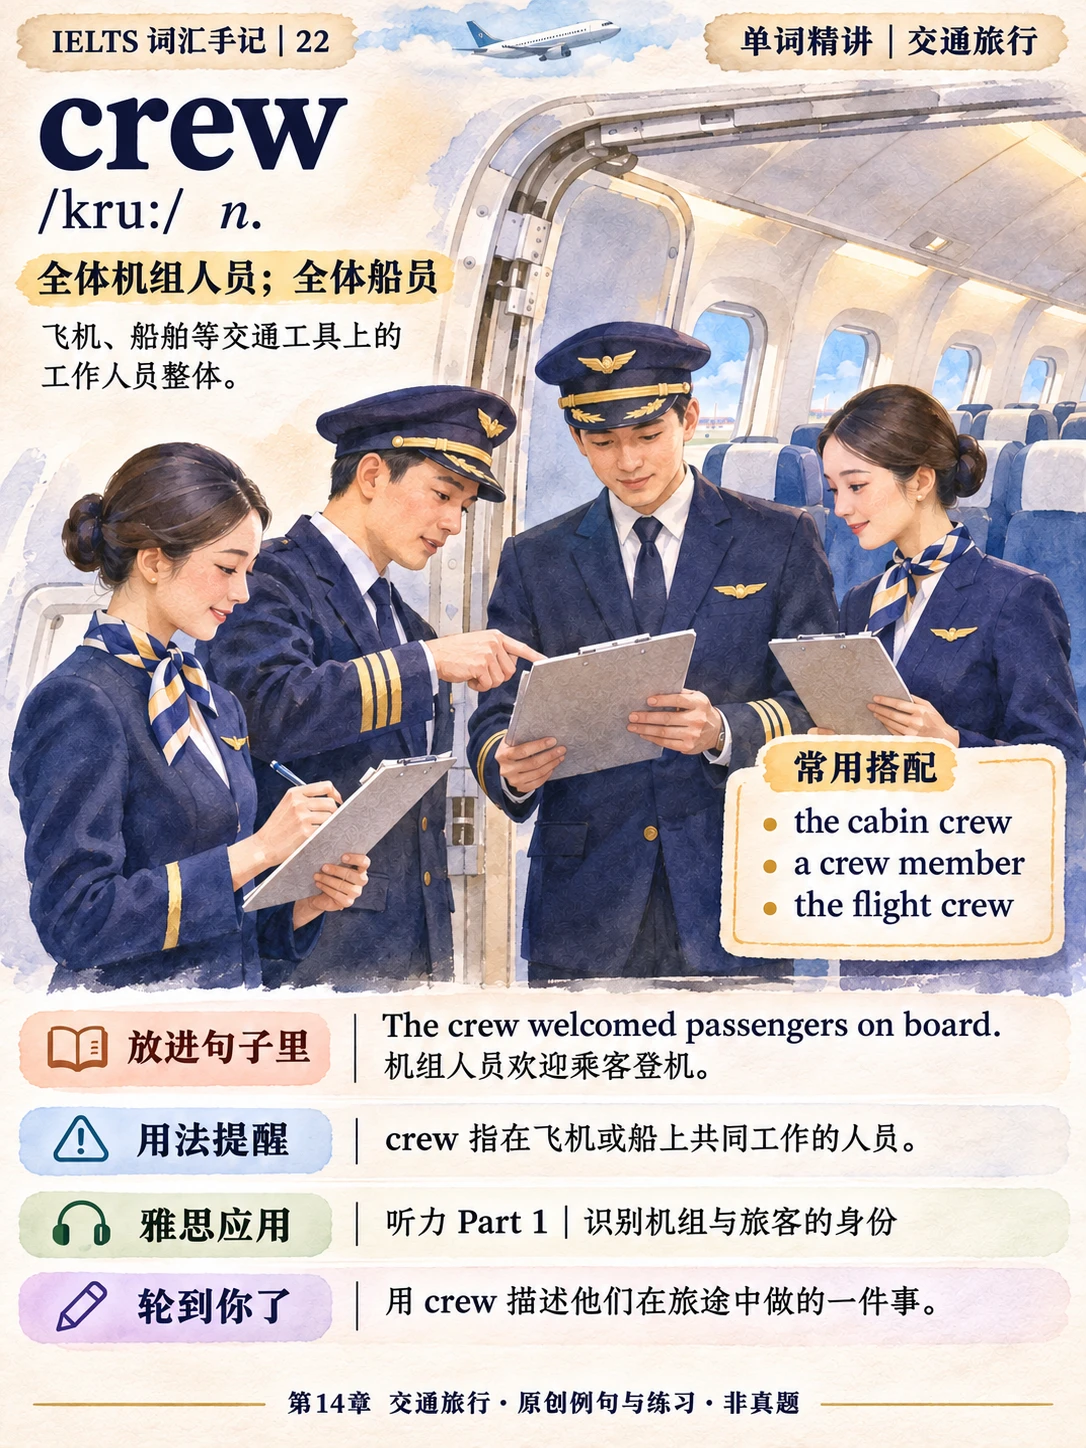 IELTS 词汇手记 | 22
单词精讲 | 交通旅行
crew
/kru:/ n.
全体机组人员；全体船员
飞机、船舶等交通工具上的
工作人员整体。
常用搭配
• the cabin crew
• a crew member
• the flight crew
放进句子里
The crew welcomed passengers on board.
机组人员欢迎乘客登机。
用法提醒
crew 指在飞机或船上共同工作的人员。
雅思应用
听力 Part 1 | 识别机组与旅客的身份
轮到你了
用 crew 描述他们在旅途中做的一件事。
第14章 交通旅行·原创例句与练习·非真题